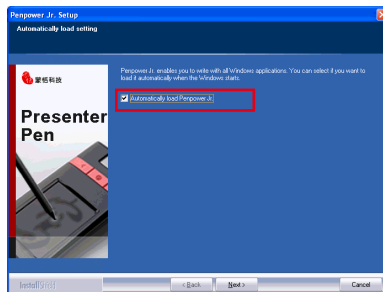 Penpower Jr. Setup
Automatically load setting
Penpower Jr. enables you to write with all Windows applications. You can select if you want to
load it automatically when the Windows starts.
蒙恬科技
Automatically load Penpower Jr.
Presenter
Pen
InstallShield
< Back
Next >
Cancel